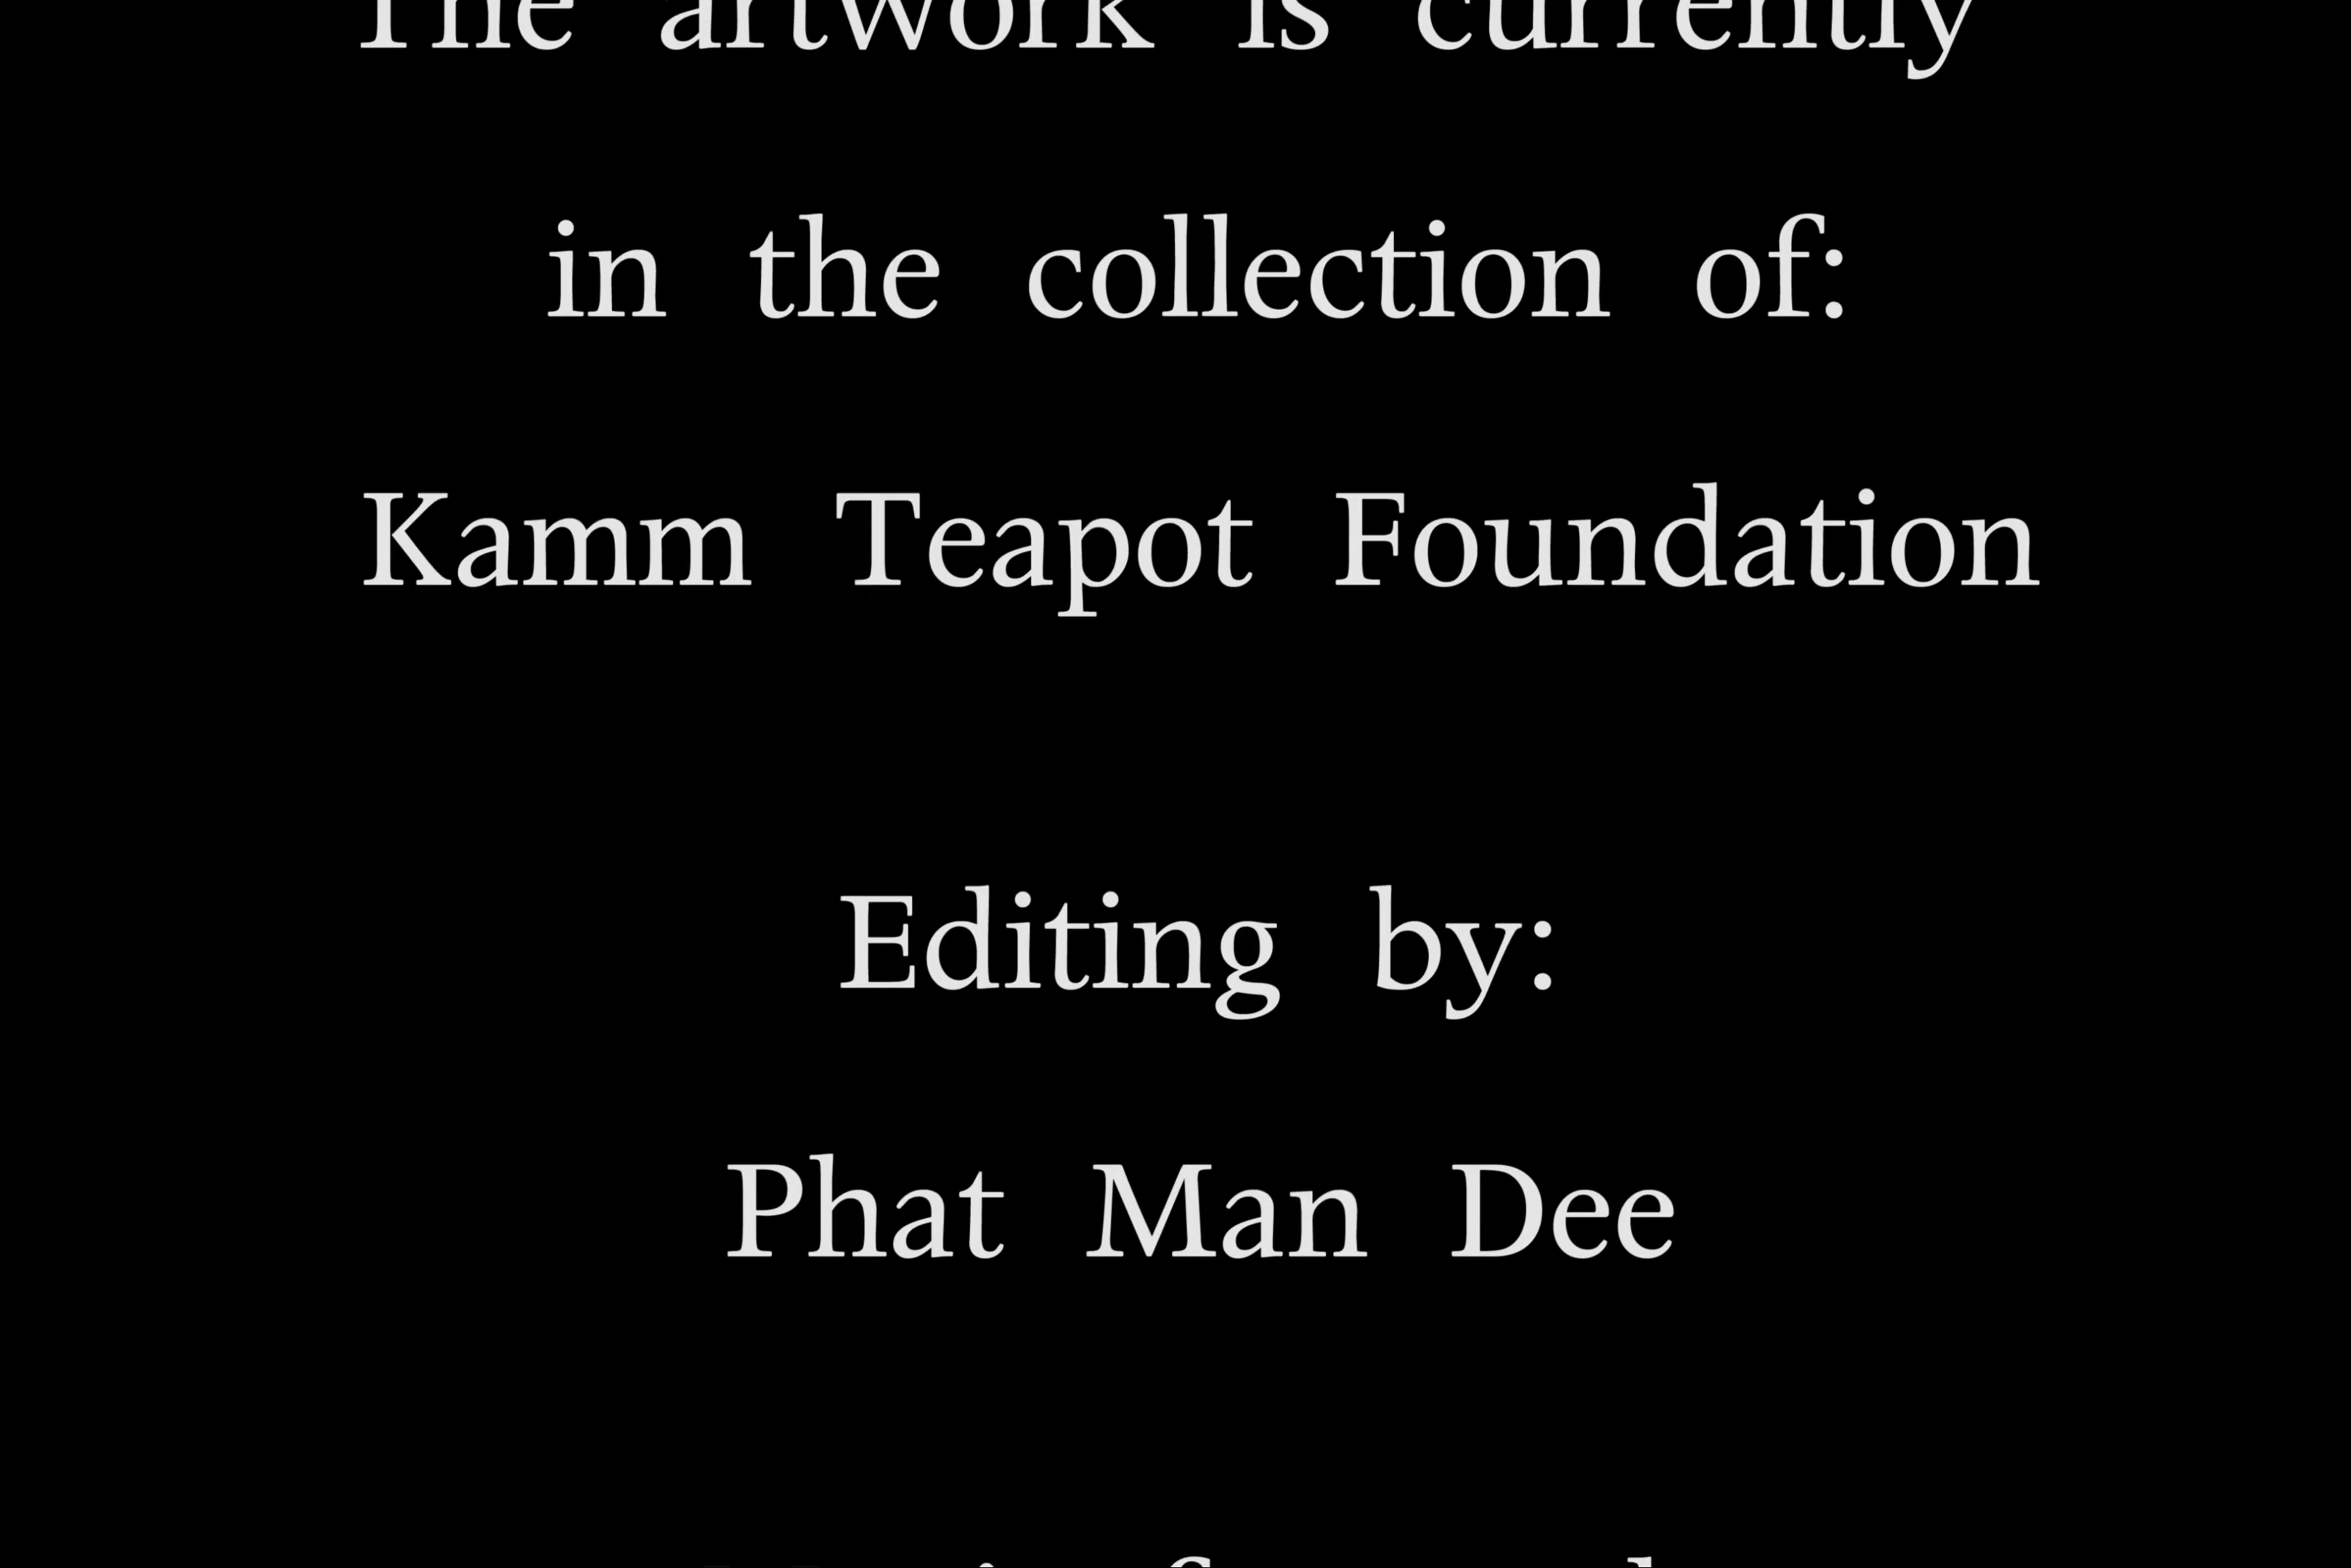 The artwork is currently
in the collection of:
Kamm Teapot Foundation
Editing by:
Phat Man Dee